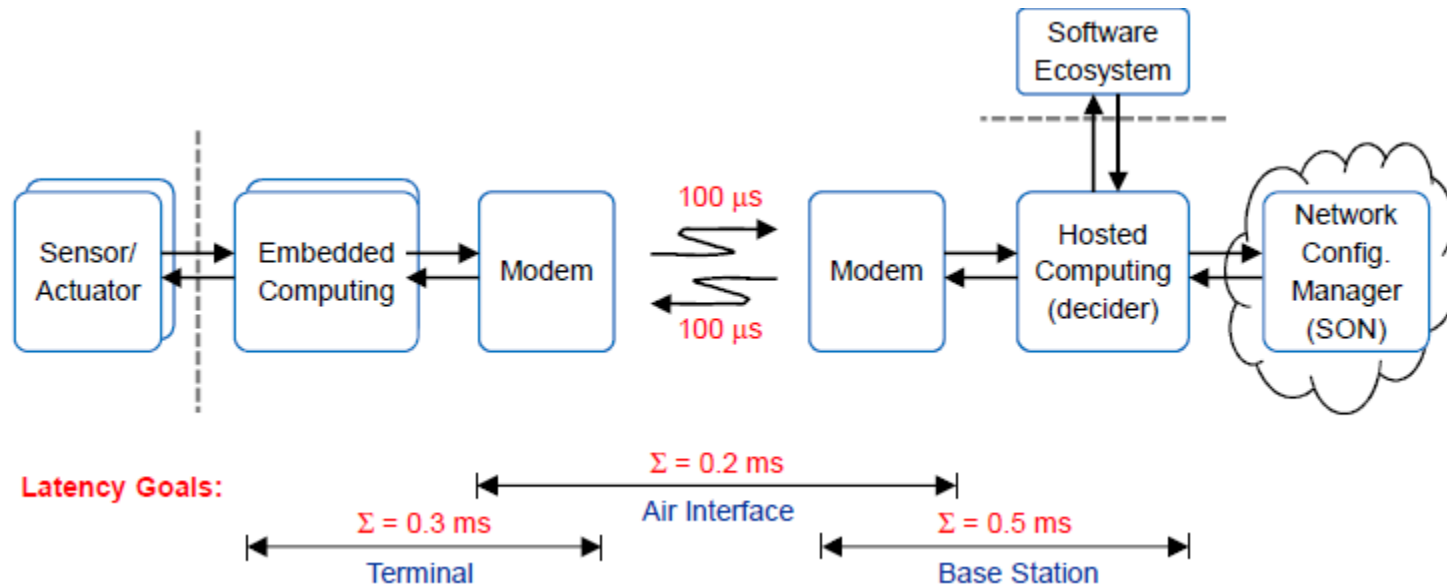 Software
Ecosystem
Sensor/
Actuator
Embedded
Computing
Modem
100 μs
100 μs
Modem
Hosted
Computing
(decider)
Network
Config.
Manager
(SON)
Latency Goals:
Σ = 0.2 ms
Air Interface
Σ = 0.3 ms
Terminal
Σ = 0.5 ms
Base Station